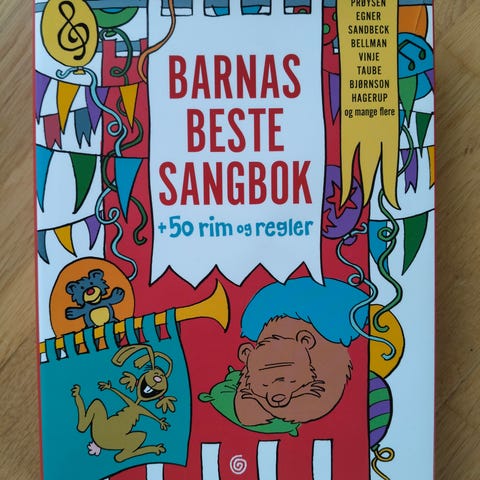 PRØYSEN
EGNER
SANDBECK
BELLMAN
VINJE
TAUBE
BJØRNSON
HAGERUP
og mange flere
BARNAS
BESTE
SANGBOK
+50 rim og regler